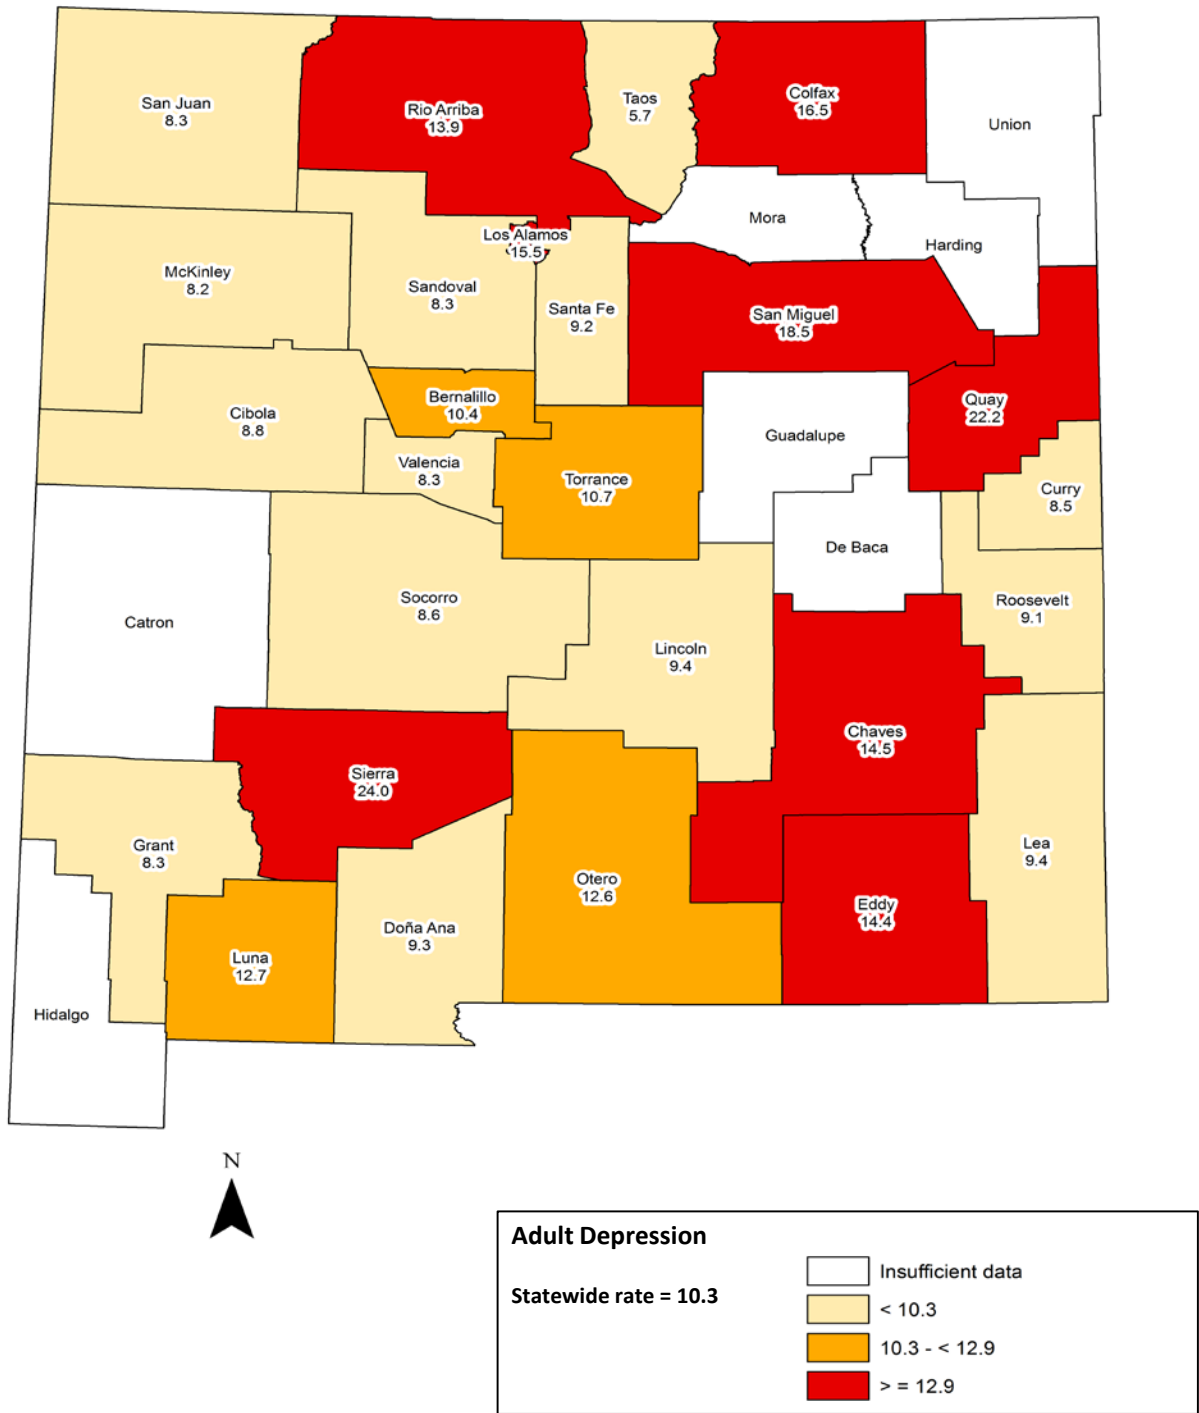 San Juan
8.3
Rio Arriba
13.9
Taos
5.7
Colfax
16.5
Union
Mora
Harding
Los Alamos
15.5
McKinley
8.2
Sandoval
8.3
Santa Fe
9.2
San Miguel
18.5
Bernalillo
10.4
Quay
22.2
Cibola
8.8
Guadalupe
Valencia
8.3
Torrance
10.7
Curry
8.5
De Baca
Socorro
8.6
Roosevelt
9.1
Catron
Lincoln
9.4
Chaves
14.5
Sierra
24.0
Grant
8.3
Lea
9.4
Otero
12.6
Eddy
14.4
Doña Ana
9.3
Luna
12.7
Hidalgo
N
Adult Depression
Statewide rate = 10.3
Insufficient data
< 10.3
10.3 - < 12.9
> = 12.9